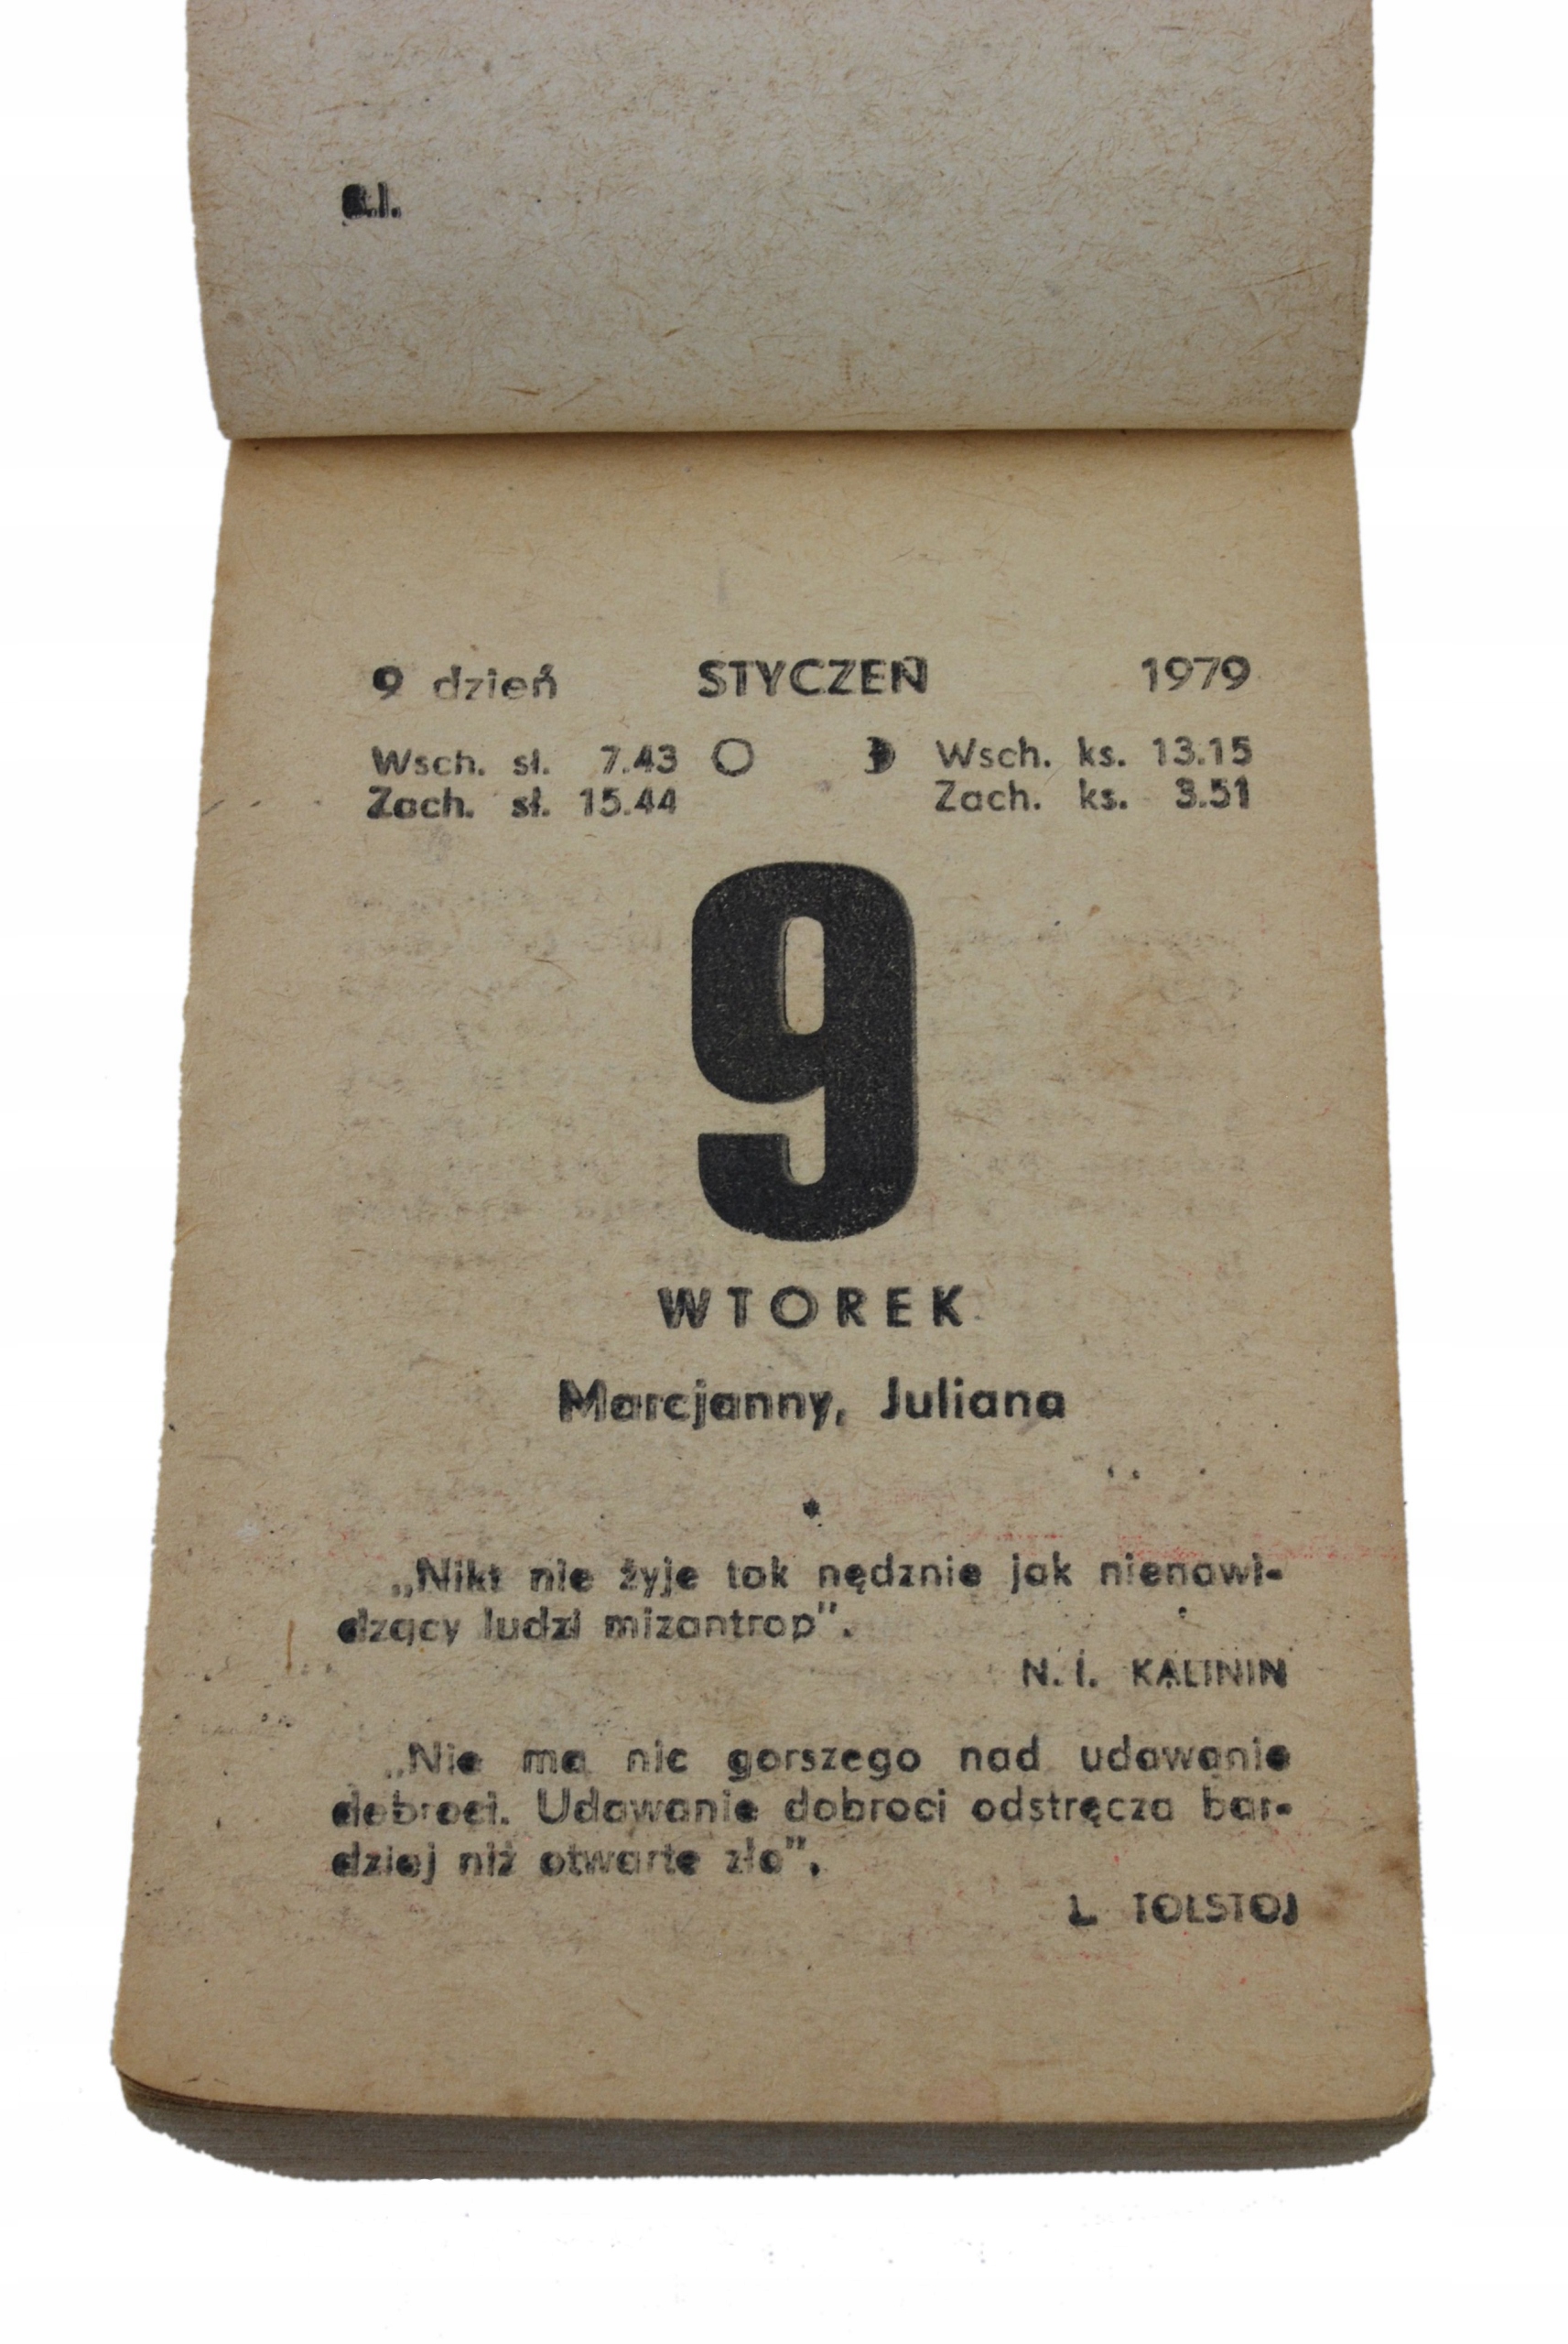 9 dzień STYCZEŃ 1979
Wsch. sł. 7.43 Wsch. ks. 13.15
Zach. sł. 15.44 Zach. ks. 3.51
9
WTOREK
Marcjanny, Juliana
„Nikt nie żyje tak nędznie jak nienawi-
dzący ludzi mizantrop".
N. I. KALININ
„Nie ma nic gorszego nad udawanie
dobroci. Udawanie dobroci odstręcza bar-
dziej niż otwarte zło".
L. TOŁSTOJ